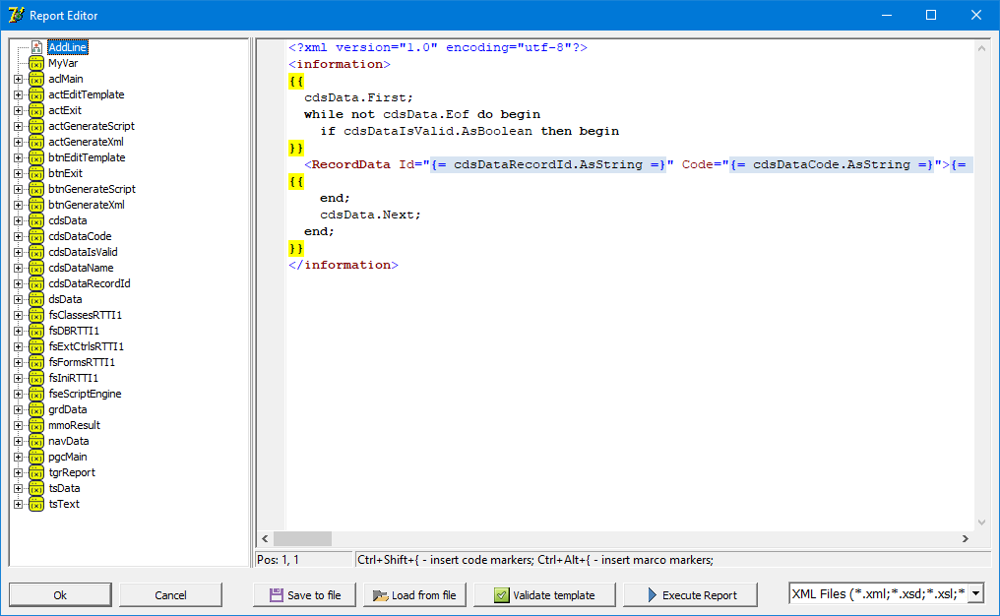 Report Editor
AddLine
MyVar
aclMain
actEditTemplate
actExit
actGenerateScript
actGenerateXml
btnEditTemplate
btnExit
btnGenerateScript
btnGenerateXml
cdsData
cdsDataCode
cdsDataIsValid
cdsDataName
cdsDataRecordId
dsData
fsClassesRTTI1
fsDBRTTI1
fsExtCtrlsRTTI1
fsFormsRTTI1
fsIniRTTI1
fseScriptEngine
grdData
mmoResult
navData
pgcMain
tgrReport
tsData
tsText
<?xml version="1.0" encoding="utf-8"?>
<information>
{{
cdsData.First;
while not cdsData.Eof do begin
if cdsDataIsValid.AsBoolean then begin
}}
<RecordData Id="{= cdsDataRecordId.AsString =}" Code="{= cdsDataCode.AsString =}">{=
{{
end;
cdsData.Next;
end;
}}
</information>
Pos: 1, 1
Ctrl+Shift+{ - insert code markers; Ctrl+Alt+{ - insert marco markers;
Ok
Cancel
Save to file
Load from file
Validate template
Execute Report
XML Files (*.xml;*.xsd;*.xsl;*